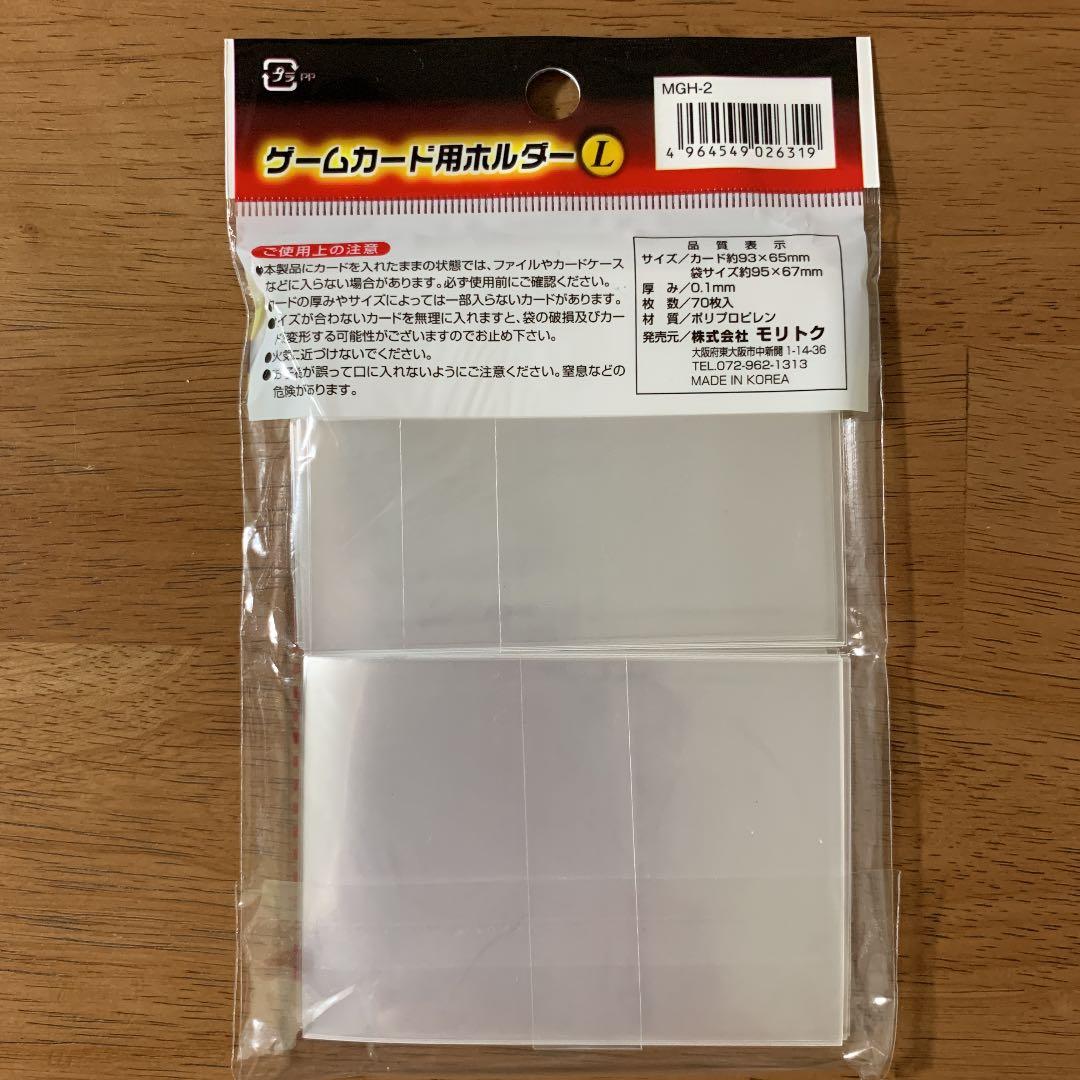 プラ PP
MGH-2
4 964549 026319
ゲームカード用ホルダー L
ご使用上の注意
●本製品にカードを入れたままの状態では、ファイルやカードケース
などに入らない場合があります。必ず使用前にご確認ください。
ードの厚みやサイズによっては一部入らないカードがあります。
●イズが合わないカードを無理に入れますと、袋の破損及びカー
変形する可能性がございますのでお止め下さい。
●火気に近づけないでください。
●お子様が誤って口に入れないようにご注意ください。窒息などの
危険があります。
品質表示
サイズ/カード約93×65mm
袋サイズ約95×67mm
厚 み/0.1mm
枚 数/70枚入
材 質/ポリプロピレン
発売元/株式会社 モリトク
大阪府東大阪市中新開1-14-36
TEL.072-962-1313
MADE IN KOREA